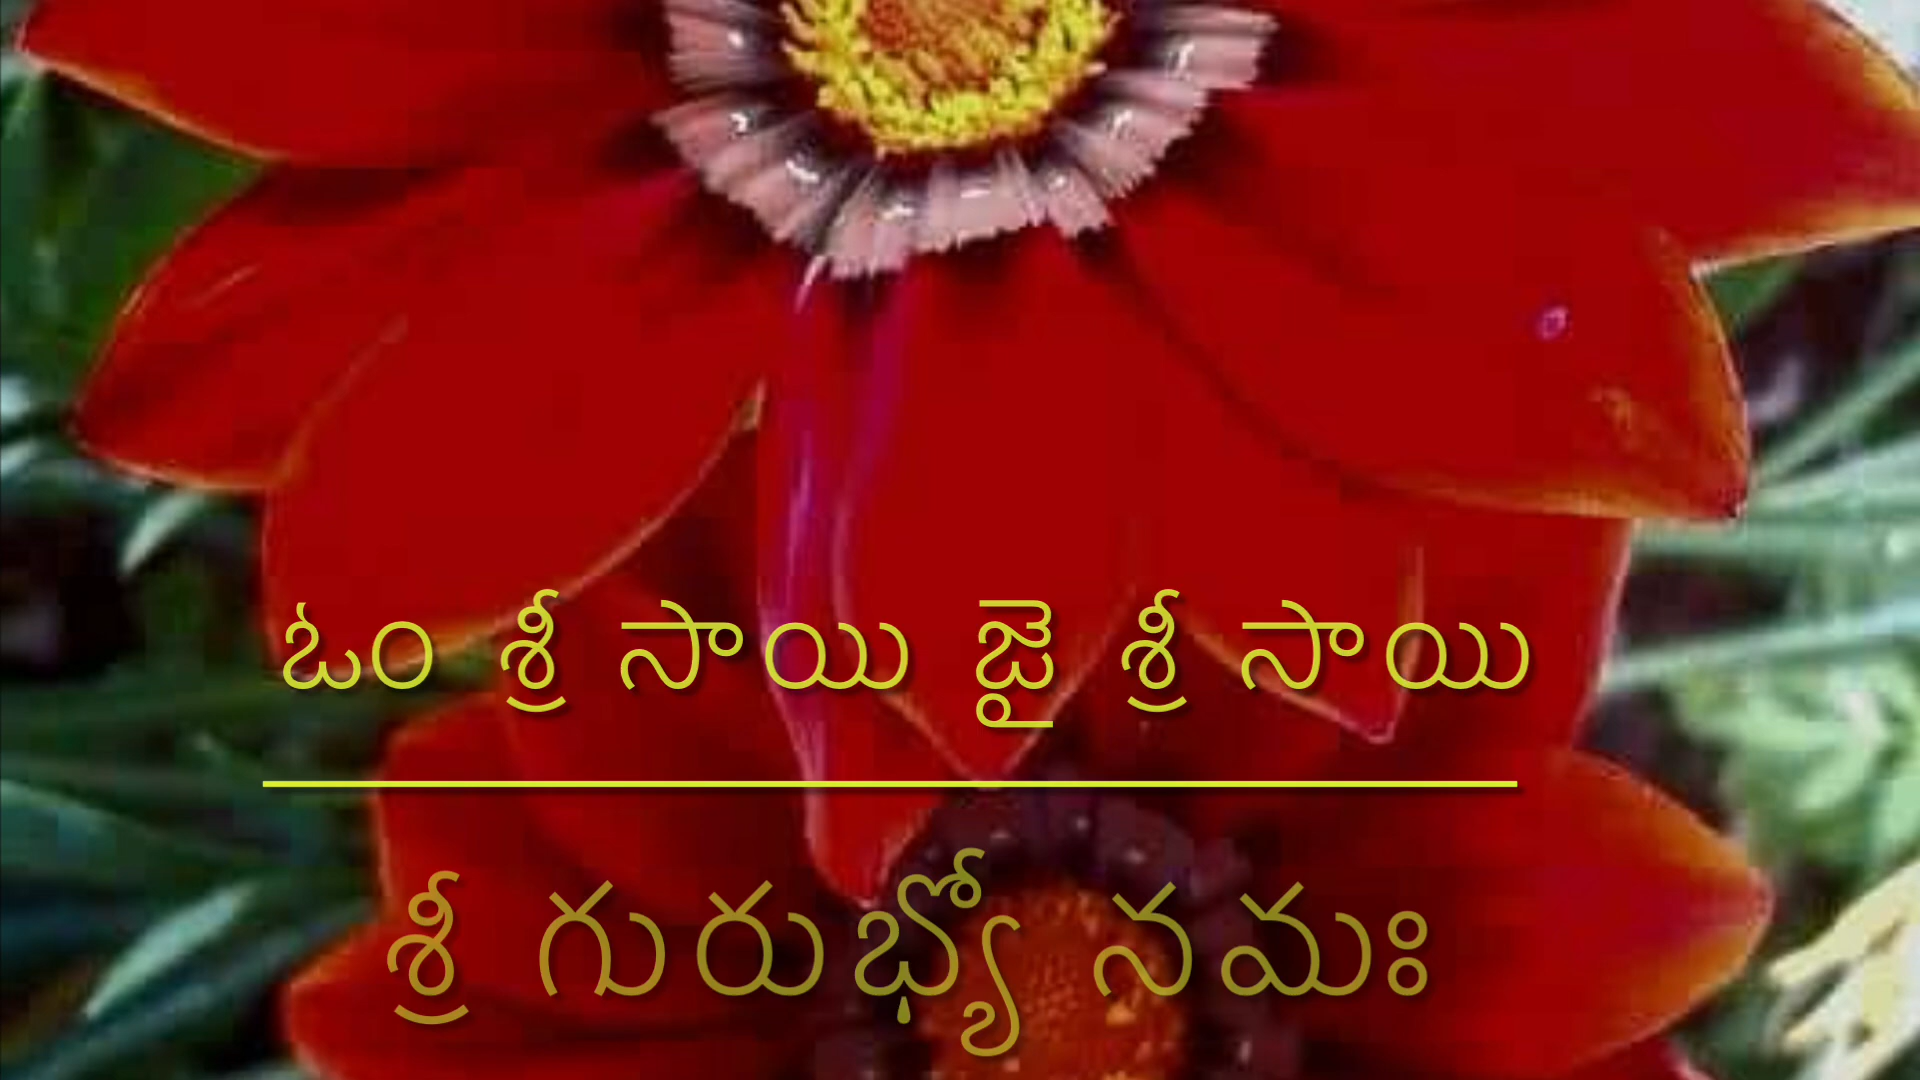 ఓం శ్రీ సాయి జై శ్రీ సాయి
శ్రీ గురుభ్యో నమః